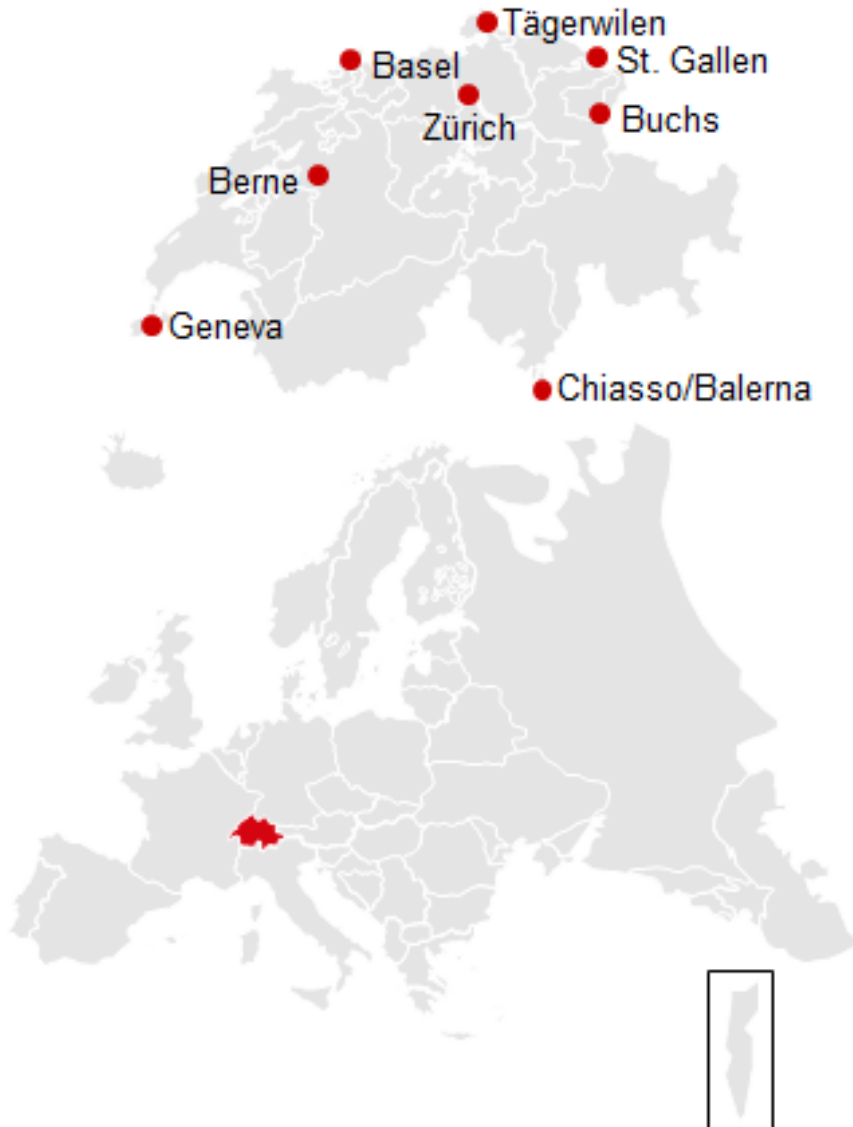 Tägerwilen
Basel
St. Gallen
Zürich
Buchs
Berne
Geneva
Chiasso/Balerna